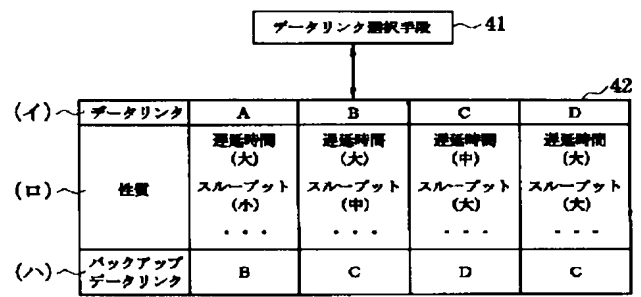 データリンク選択手段 41
42
(イ) データリンク A B C D
遅延時間 遅延時間 遅延時間 遅延時間
(大) (大) (中) (大)
(ロ) 性質 スループット スループット スループット スループット
(小) (中) (大) (大)
・・・ ・・・ ・・・ ・・・
(ハ) バックアップ
データリンク B C D C